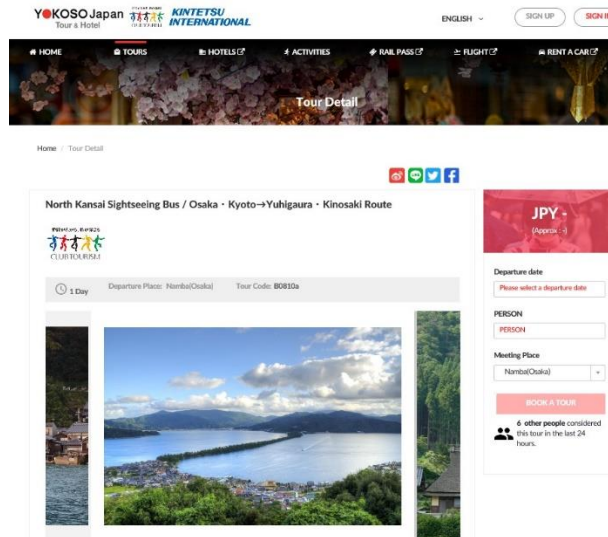 YOKOSO Japan
Tour & Hotel
CLUB TOURISM
KINTETSU
INTERNATIONAL
ENGLISH
SIGN UP
SIGN I
HOME
TOURS
HOTELS
ACTIVITIES
RAIL PASS
FLIGHT
RENT A CAR
Tour Detail
Home / Tour Detail
North Kansai Sightseeing Bus / Osaka・Kyoto→Yuhigaura・Kinosaki Route
CLUB TOURISM
1 Day
Departure Place: Namba(Osaka)
Tour Code: B0810a
JPY -
(Approx : -)
Departure date
Please select a departure date
PERSON
PERSON
Meeting Place
Namba(Osaka)
BOOK A TOUR
6 other people considered
this tour in the last 24
hours.